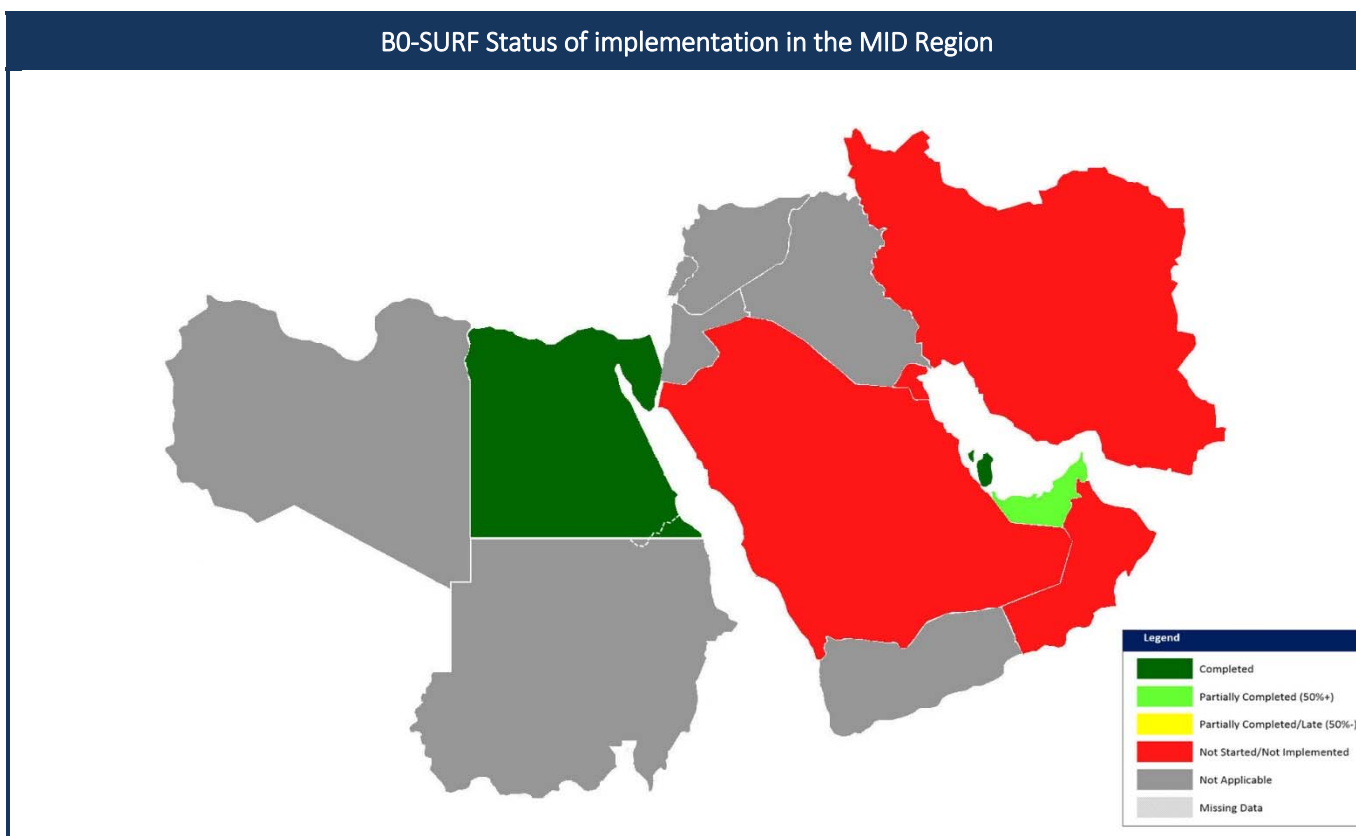 B0-SURF Status of implementation in the MID Region
Legend
Completed
Partially Completed (50%+)
Partially Completed/Late (50%-)
Not Started/Not Implemented
Not Applicable
Missing Data